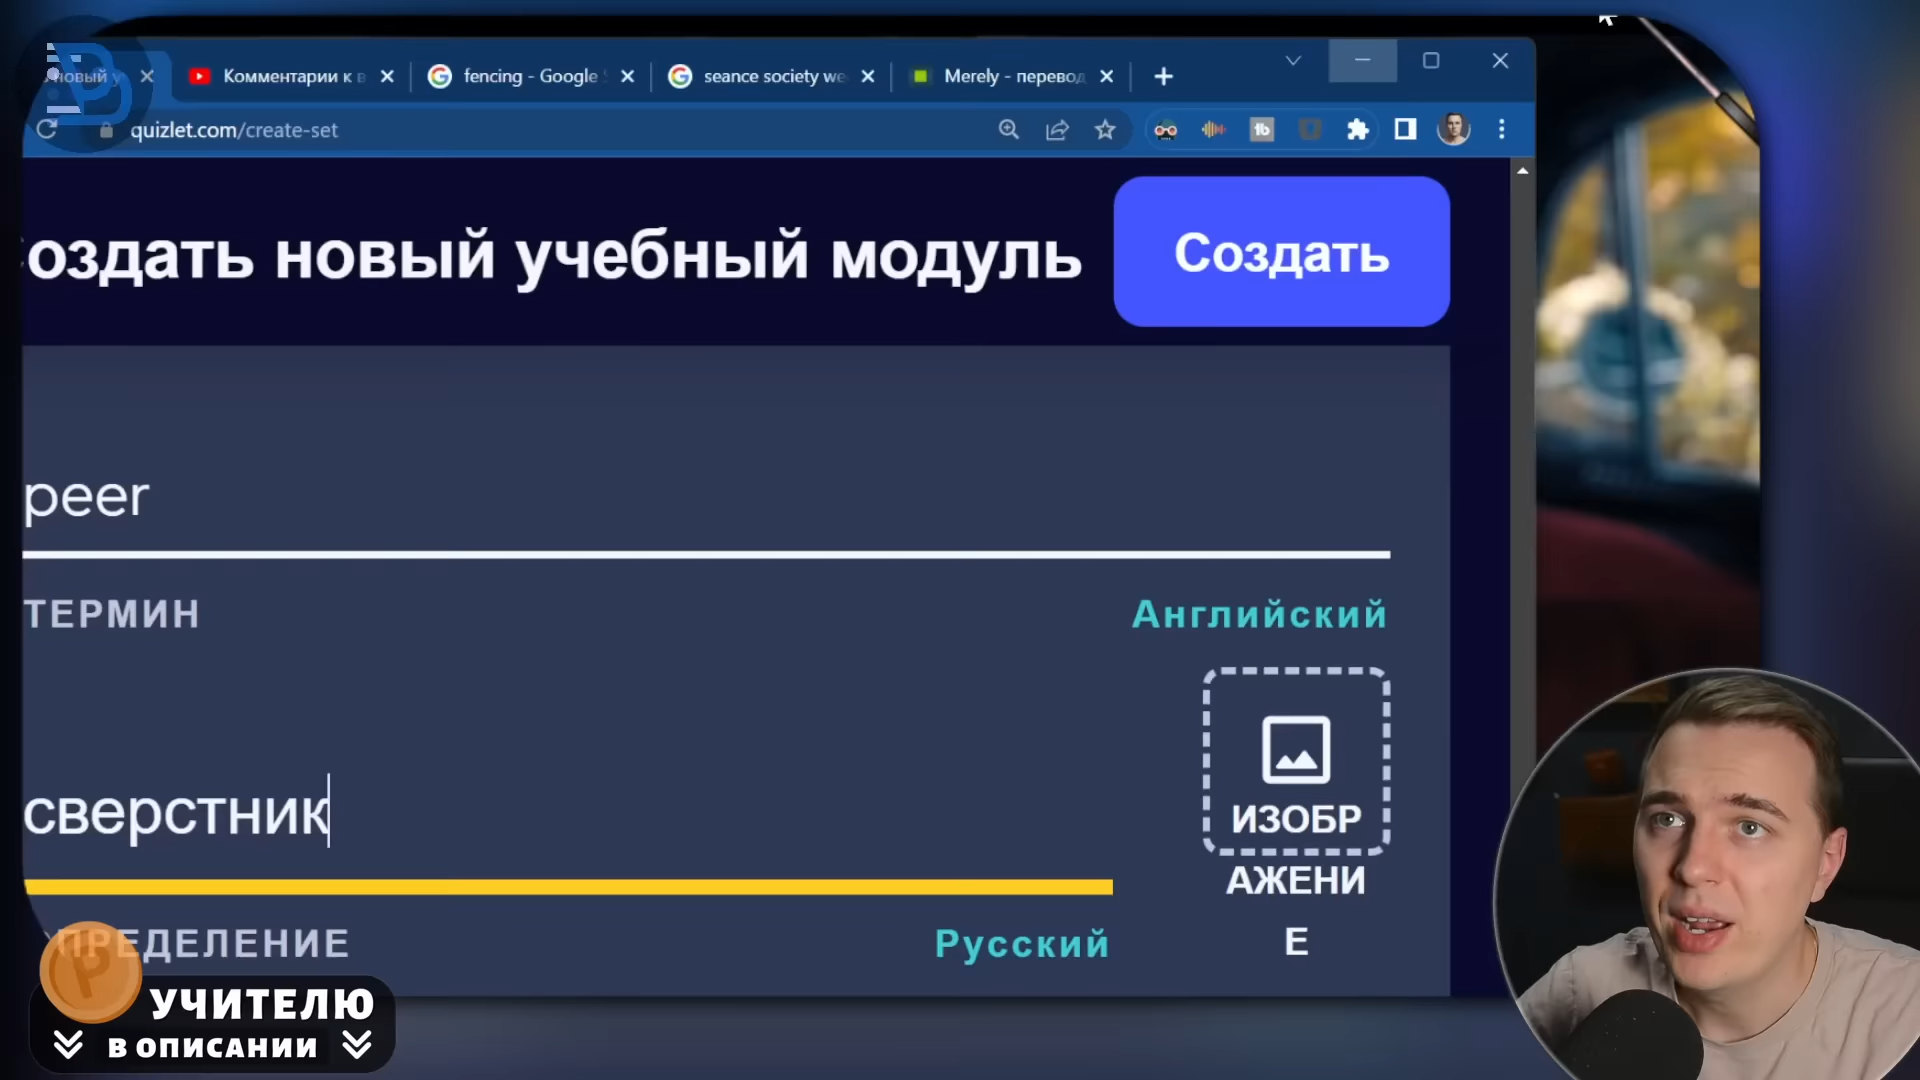 новый у
Комментарии к в
fencing - Google
seance society we
Merely - перевод
quizlet.com/create-set
оздать новый учебный модуль
Создать
peer
ТЕРМИН
Английский
сверстник
ИЗОБР
АЖЕНИ
Е
ПРЕДЕЛЕНИЕ
Русский
УЧИТЕЛЮ
В ОПИСАНИИ